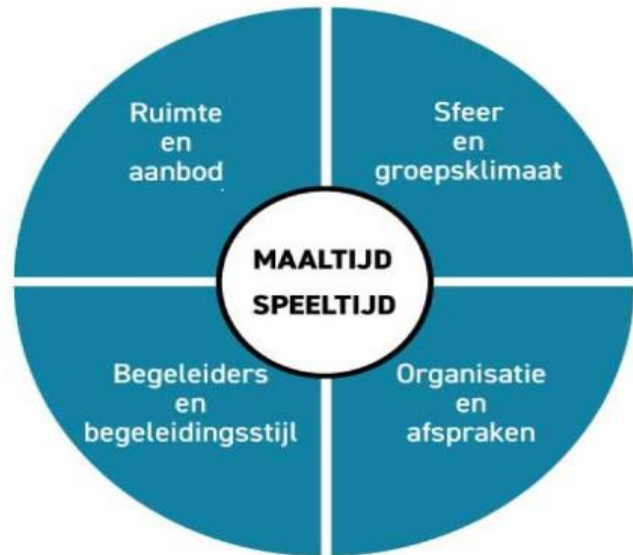 Ruimte
en
aanbod
Sfeer
en
groepsklimaat
MAALTIJD
SPEELTIJD
Begeleiders
en
begeleidingsstijl
Organisatie
en
afspraken